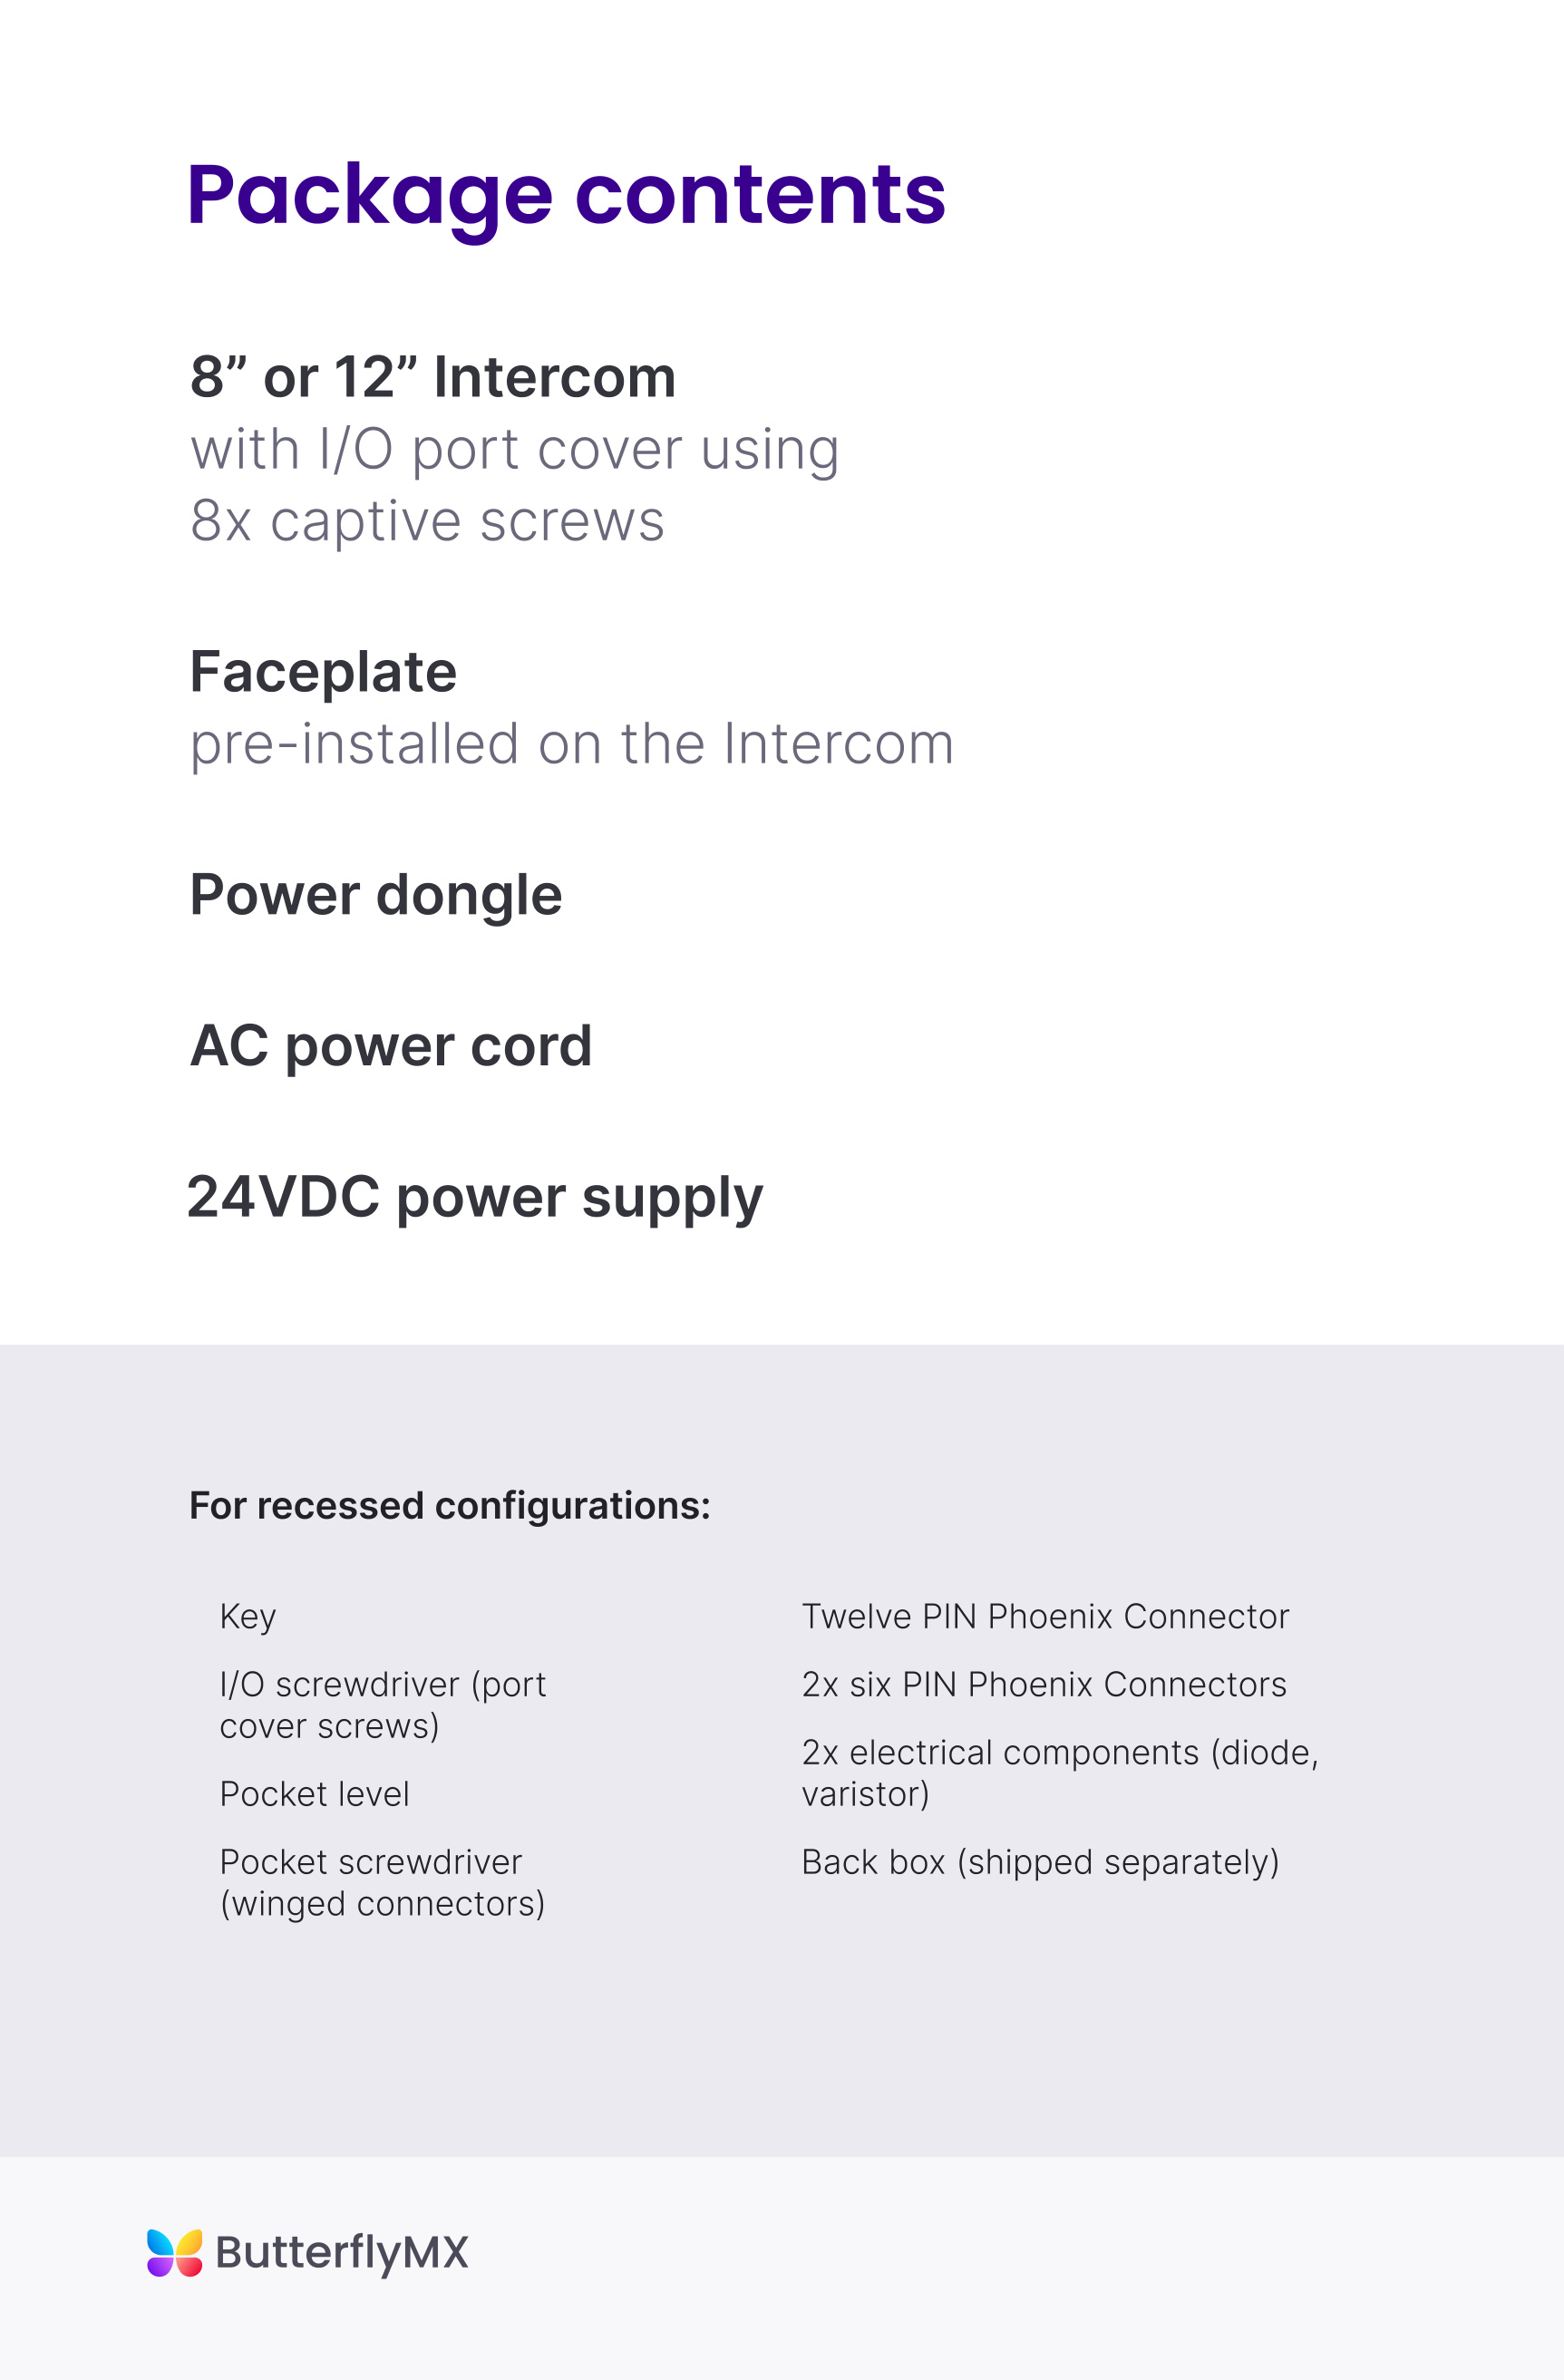 Package contents
8” or 12” Intercom
with I/O port cover using
8x captive screws
Faceplate
pre-installed on the Intercom
Power dongle
AC power cord
24VDC power supply
For recessed configurations:
Key
I/O screwdriver (port
cover screws)
Pocket level
Pocket screwdriver
(winged connectors)
Twelve PIN Phoenix Connector
2x six PIN Phoenix Connectors
2x electrical components (diode,
varistor)
Back box (shipped separately)
ButterflyMX